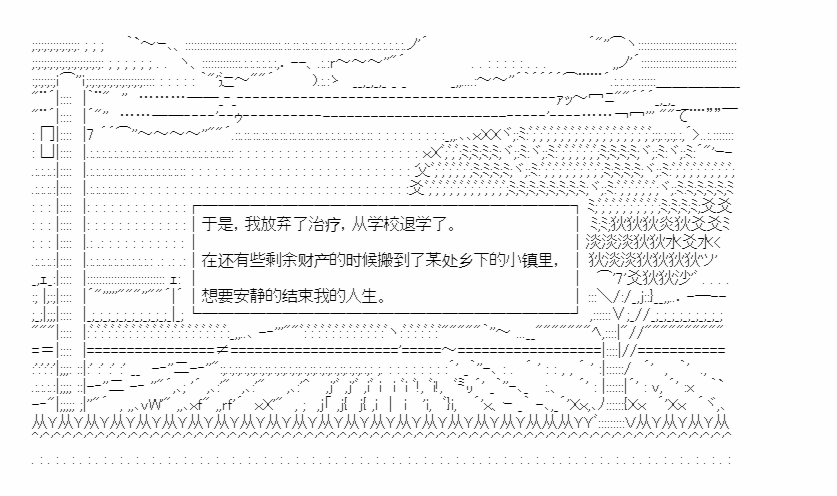 于是，我放弃了治疗，从学校退学了。
在还有些剩余财产的时候搬到了某处乡下的小镇里，
想要安静的结束我的人生。